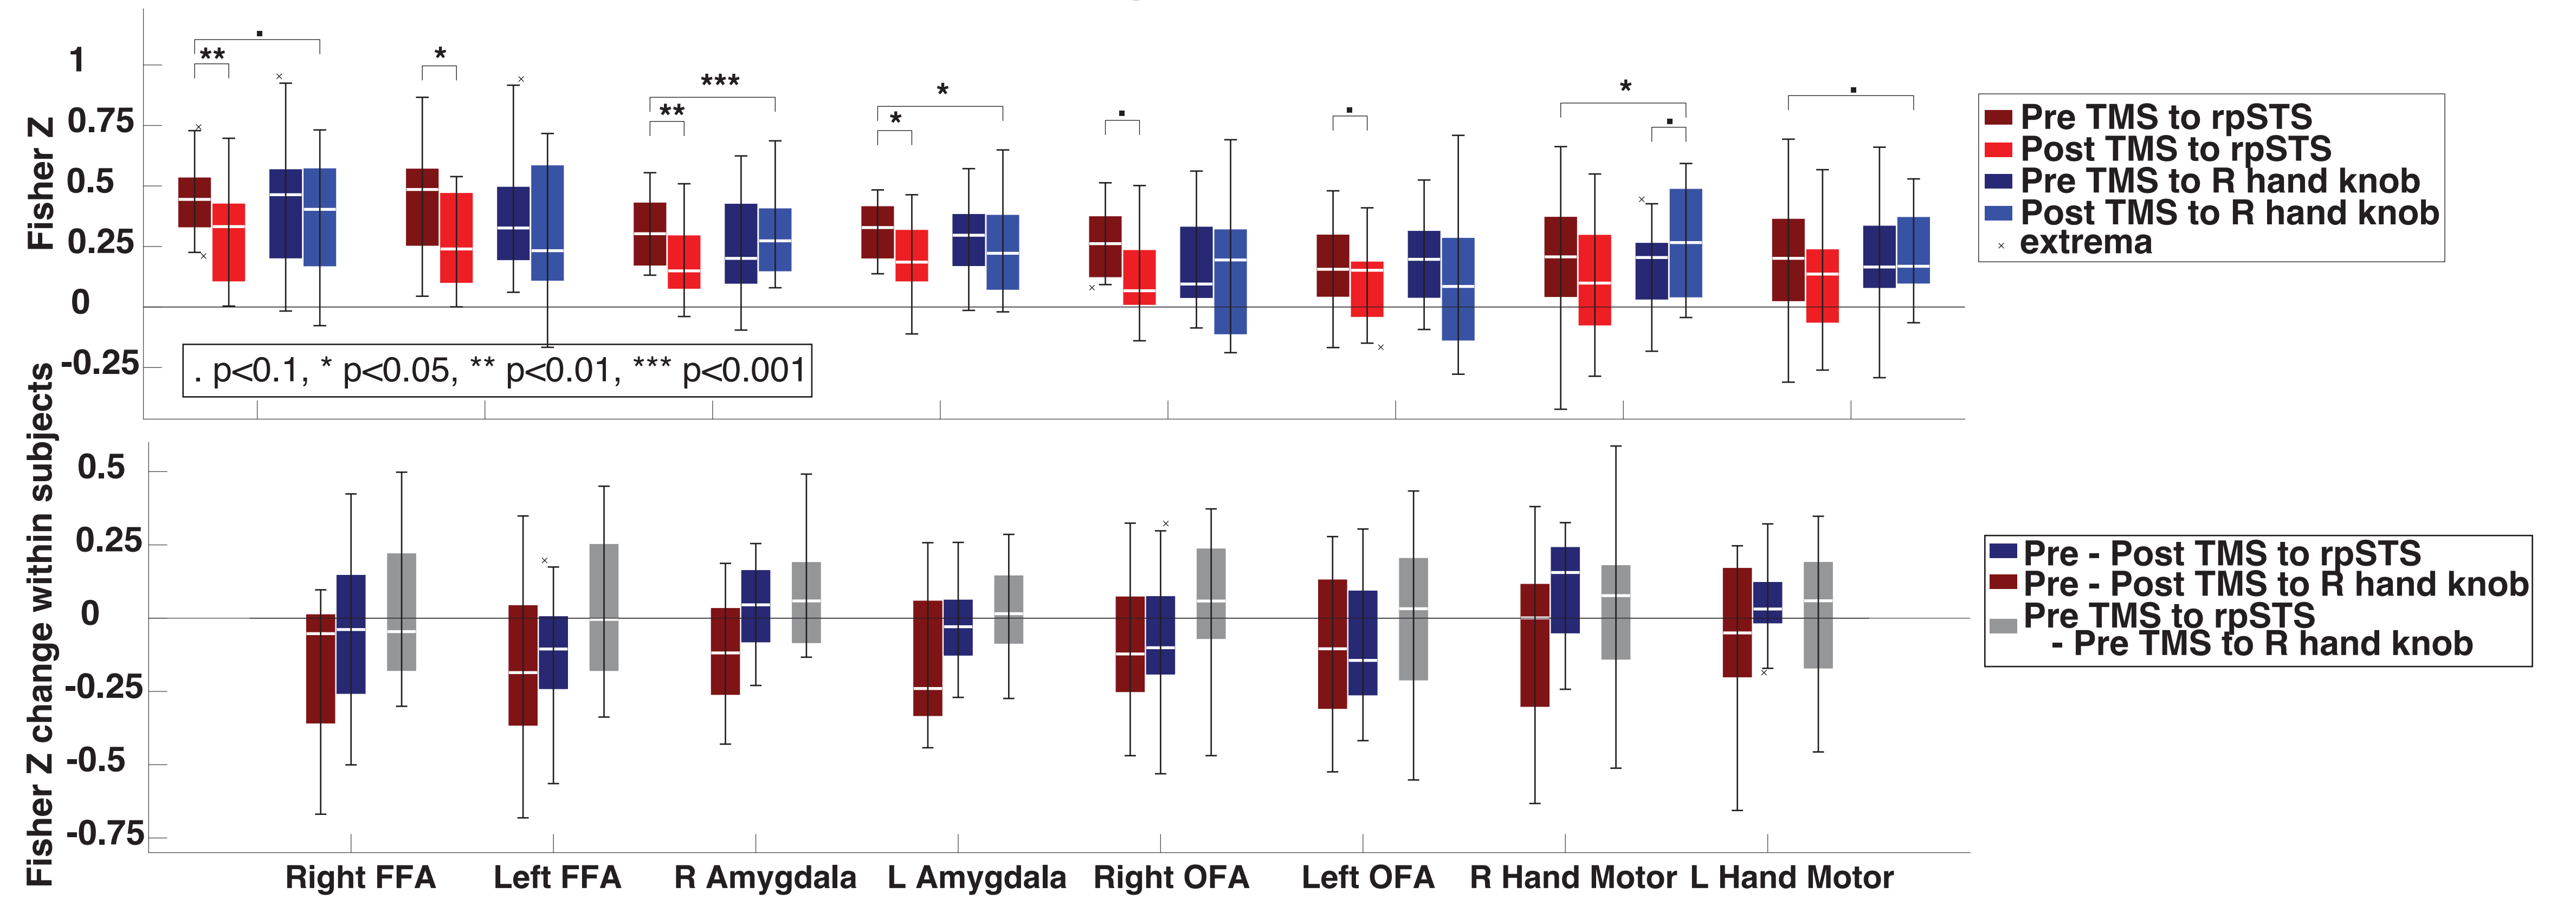 Fisher Z
1
0.75
0.5
0.25
0
-0.25
. **
*
** ***
* *
.
.
* .
.
. p<0.1, * p<0.05, ** p<0.01, *** p<0.001
Pre TMS to rpSTS
Post TMS to rpSTS
Pre TMS to R hand knob
Post TMS to R hand knob
× extrema
Fisher Z change within subjects
0.5
0.25
0
-0.25
-0.5
-0.75
Right FFA Left FFA R Amygdala L Amygdala Right OFA Left OFA R Hand Motor L Hand Motor
Pre - Post TMS to rpSTS
Pre - Post TMS to R hand knob
Pre TMS to rpSTS
- Pre TMS to R hand knob